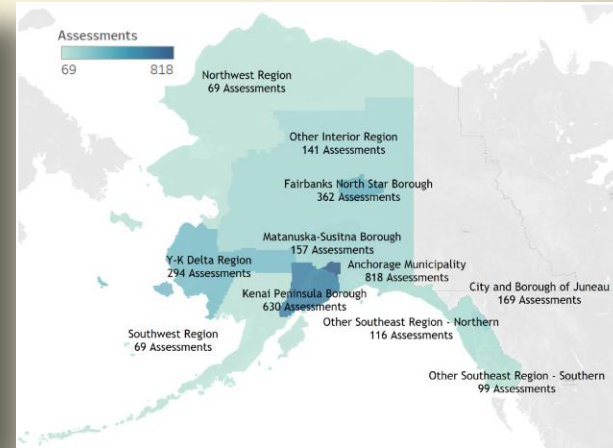 Assessments
69 818
Northwest Region
69 Assessments
Other Interior Region
141 Assessments
Fairbanks North Star Borough
362 Assessments
Matanuska-Susitna Borough
157 Assessments
Y-K Delta Region
294 Assessments
Anchorage Municipality
818 Assessments
City and Borough of Juneau
169 Assessments
Kenai Peninsula Borough
630 Assessments
Other Southeast Region - Northern
116 Assessments
Southwest Region
69 Assessments
Other Southeast Region - Southern
99 Assessments